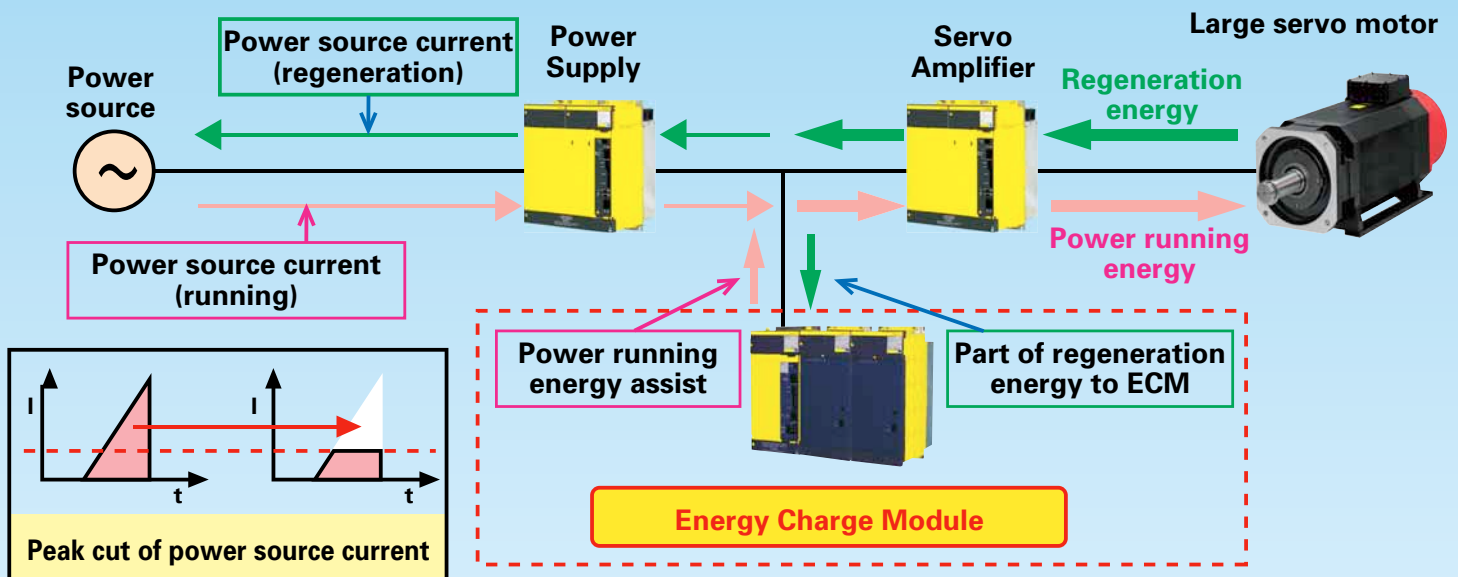 Large servo motor
Power source current
(regeneration)
Power
Supply
Servo
Amplifier
Power
source
Regeneration
energy
~
Power source current
(running)
Power running
energy
Power running
energy assist
Part of regeneration
energy to ECM
I
t
I
t
Energy Charge Module
Peak cut of power source current